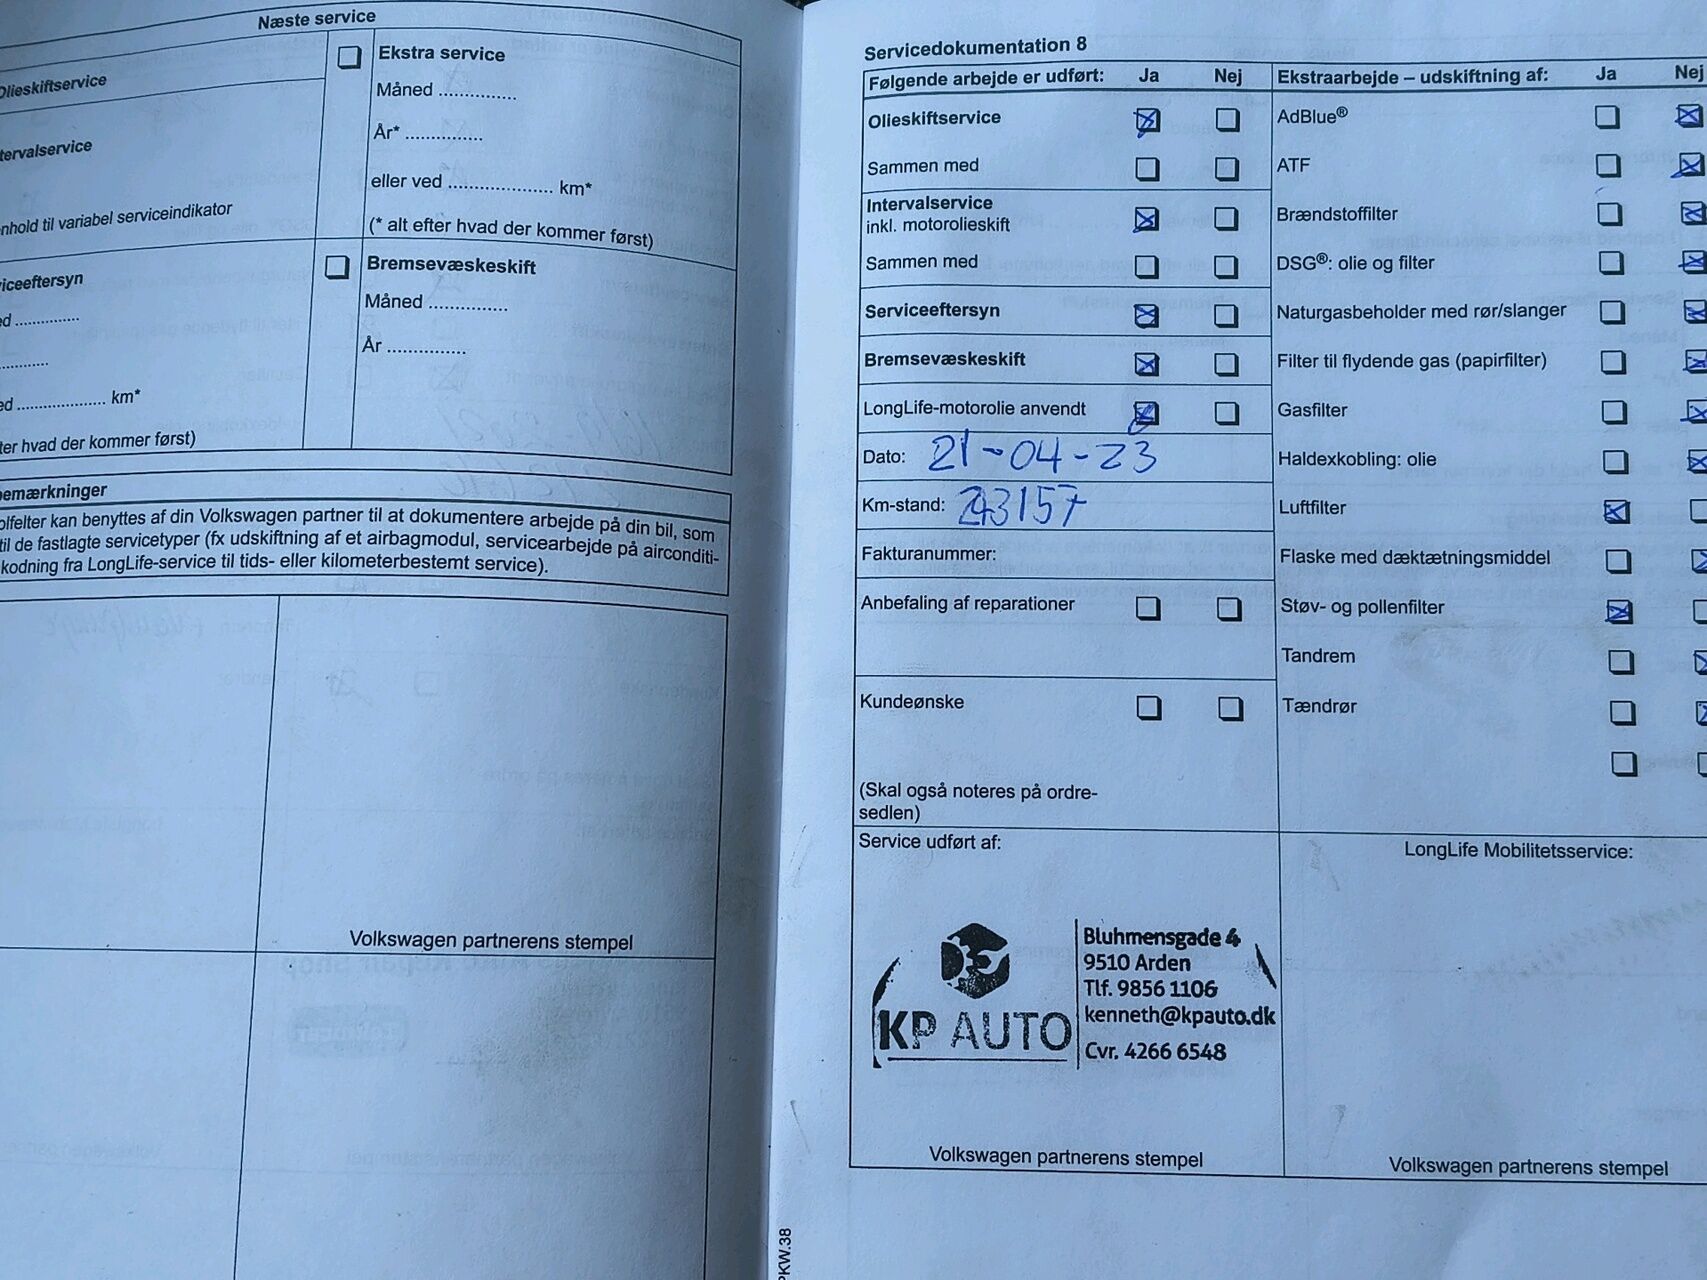 Næste service
Olieskiftservice
tervalservice
enhold til variabel serviceindikator
viceeftersyn
ed ..............
..............
ed .................... km*
ter hvad der kommer først)
Ekstra service
Måned ..............
År* ..............
eller ved .................... km*
(* alt efter hvad der kommer først)
Bremsevæskeskift
Måned ..............
År ..............
bemærkninger
olfelter kan benyttes af din Volkswagen partner til at dokumentere arbejde på din bil, som
til de fastlagte servicetyper (fx udskiftning af et airbagmodul, servicearbejde på airconditi-
kodning fra LongLife-service til tids- eller kilometerbestemt service).
Volkswagen partnerens stempel
Servicedokumentation 8
Følgende arbejde er udført: Ja Nej
Olieskiftservice
Sammen med
Intervalservice
inkl. motorolieskift
Sammen med
Serviceeftersyn
Bremsevæskeskift
LongLife-motorolie anvendt
Dato: 21-04-23
Km-stand: 243157
Fakturanummer:
Anbefaling af reparationer
Kundeønske
(Skal også noteres på ordre-
sedlen)
Ekstraarbejde – udskiftning af: Ja Nej
AdBlue®
ATF
Brændstoffilter
DSG®: olie og filter
Naturgasbeholder med rør/slanger
Filter til flydende gas (papirfilter)
Gasfilter
Haldexkobling: olie
Luftfilter
Flaske med dæktætningsmiddel
Støv- og pollenfilter
Tandrem
Tændrør
Service udført af:
KP AUTO
Bluhmensgade 4
9510 Arden
Tlf. 9856 1106
kenneth@kpauto.dk
Cvr. 4266 6548
Volkswagen partnerens stempel
LongLife Mobilitetsservice:
Volkswagen partnerens stempel
PKW.38